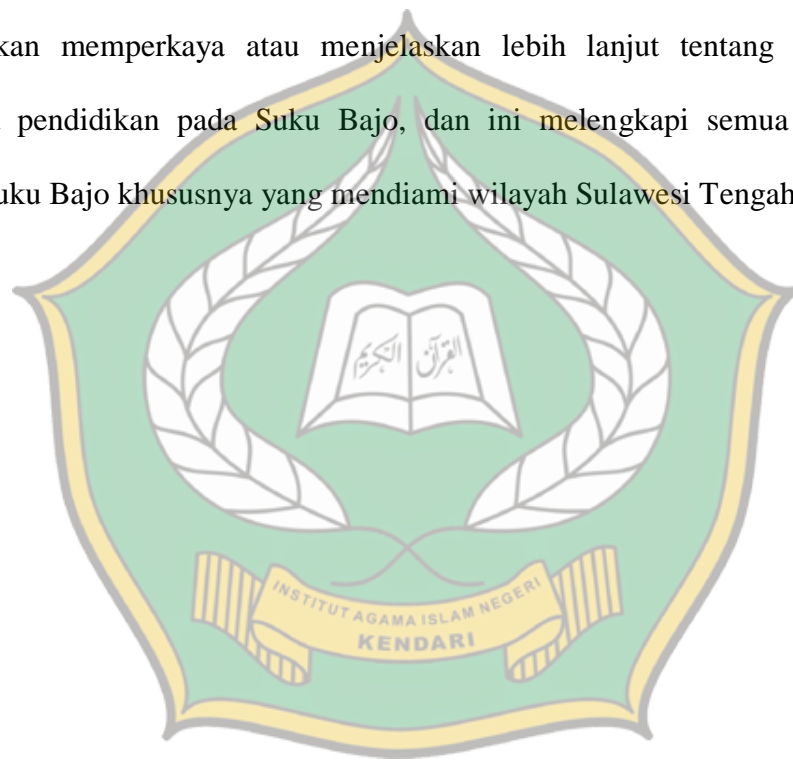 kan memperkaya atau menjelaskan lebih lanjut tentang
pendidikan pada Suku Bajo, dan ini melengkapi semua
uku Bajo khususnya yang mendiami wilayah Sulawesi Tengah
القرآن الكريم
INSTITUT AGAMA ISLAM NEGERI
KENDARI